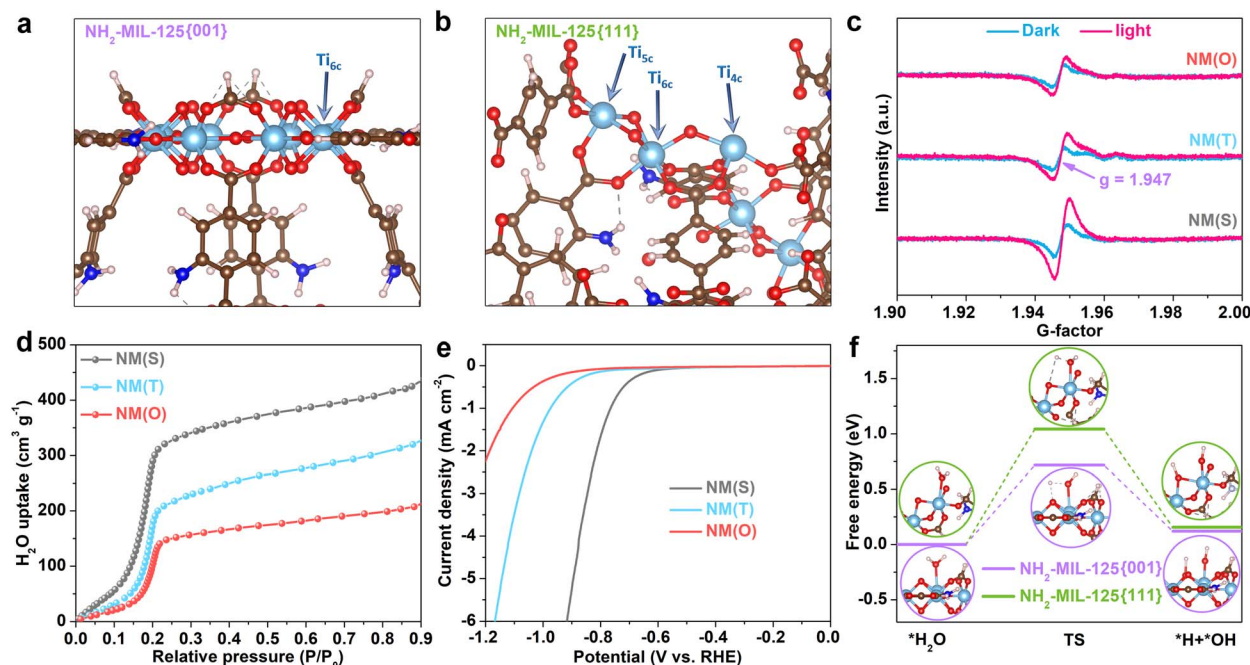 a
NH₂-MIL-125{001}
Ti₆c
b
NH₂-MIL-125{111}
Ti₅c
Ti₆c
Ti₄c
c
Dark
light
NM(O)
NM(T)
g = 1.947
NM(S)
Intensity (a.u.)
1.90 1.92 1.94 1.96 1.98 2.00
G-factor
d
500
400
300
200
100
0
NM(S)
NM(T)
NM(O)
H₂O uptake (cm³ g⁻¹)
0.0 0.1 0.2 0.3 0.4 0.5 0.6 0.7 0.8 0.9
Relative pressure (P/P₀)
e
0
-1
-2
-3
-4
-5
-6
NM(S)
NM(T)
NM(O)
Current density (mA cm⁻²)
-1.2 -1.0 -0.8 -0.6 -0.4 -0.2 0.0
Potential (V vs. RHE)
f
1.5
1.0
0.5
0.0
-0.5
Free energy (eV)
NH₂-MIL-125{001}
NH₂-MIL-125{111}
*H₂O TS *H+*OH